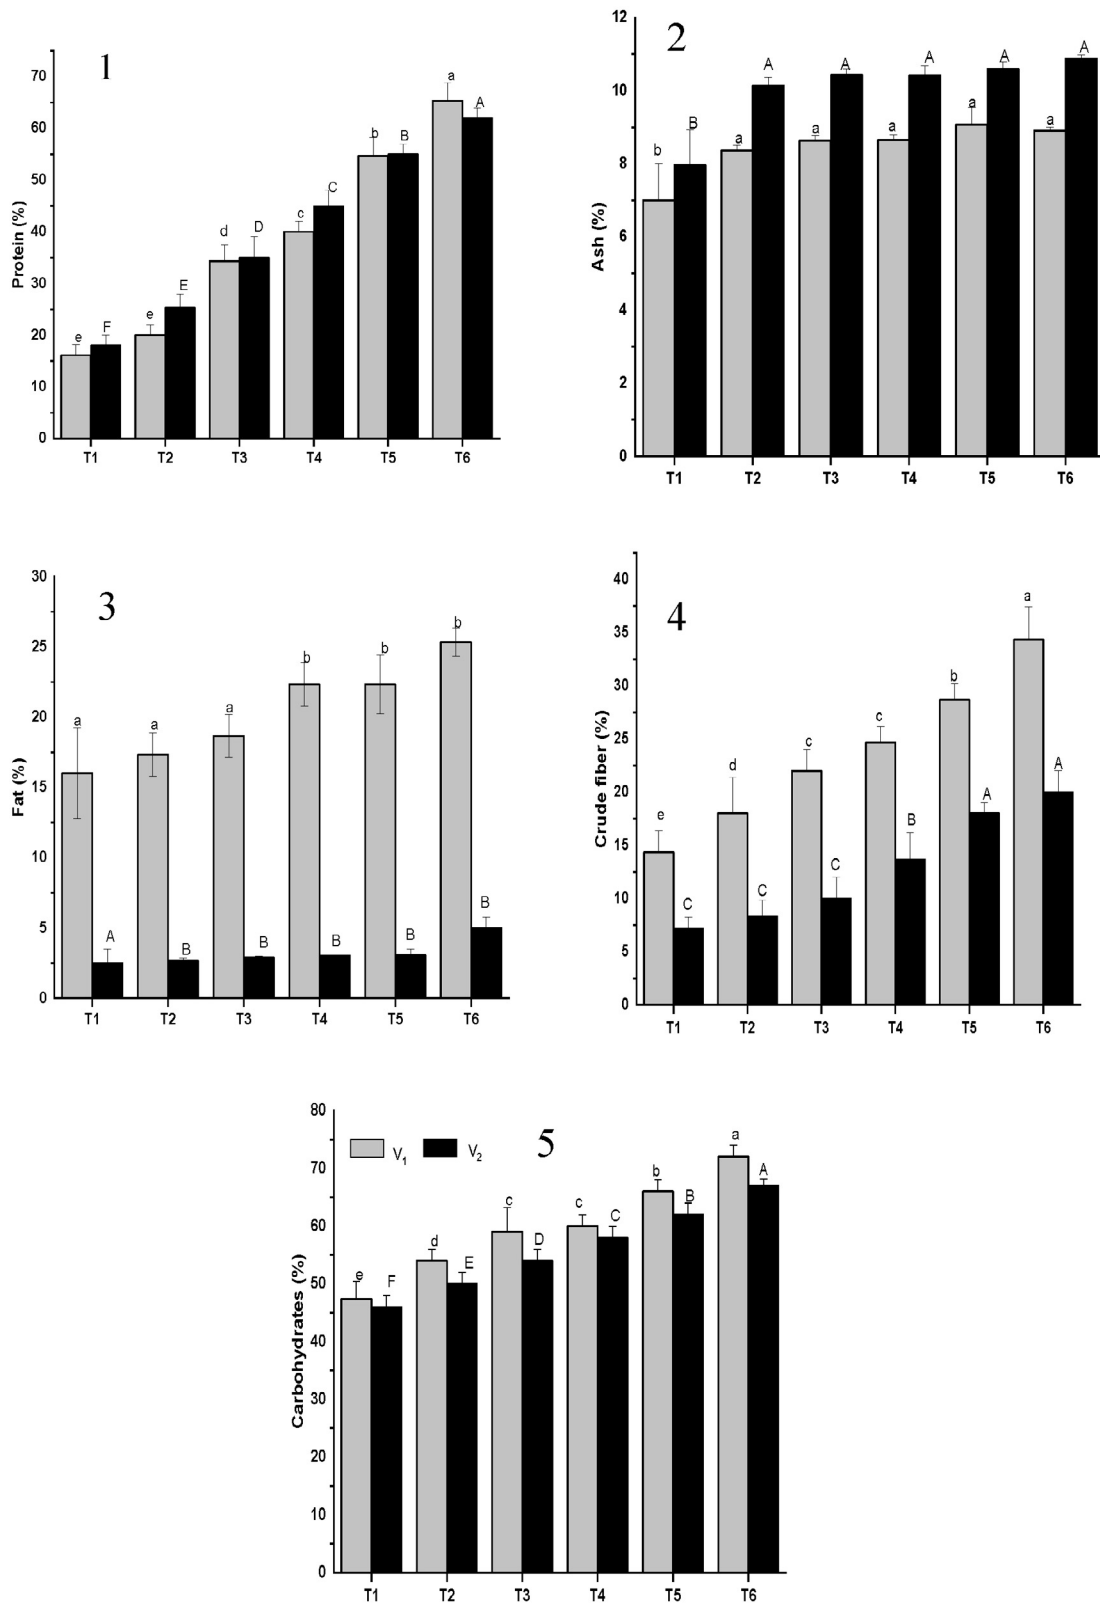 1
Protein (%)
70
60
50
40
30
20
10
0
a
A
b
B
C
c
d
D
E
e
e
F
T1 T2 T3 T4 T5 T6
2
Ash (%)
12
10
8
6
4
2
0
b
B
a
A
a
A
a
A
a
A
a
A
T1 T2 T3 T4 T5 T6
3
Fat (%)
30
25
20
15
10
5
0
a
A
a
B
a
B
b
B
b
B
b
B
T1 T2 T3 T4 T5 T6
4
Crude fiber (%)
40
35
30
25
20
15
10
5
0
e
C
d
C
c
C
c
B
b
A
a
A
T1 T2 T3 T4 T5 T6
5
V1 V2
Carbohydrates (%)
80
70
60
50
40
30
20
10
0
e
F
d
E
c
D
c
C
b
B
a
A
T1 T2 T3 T4 T5 T6